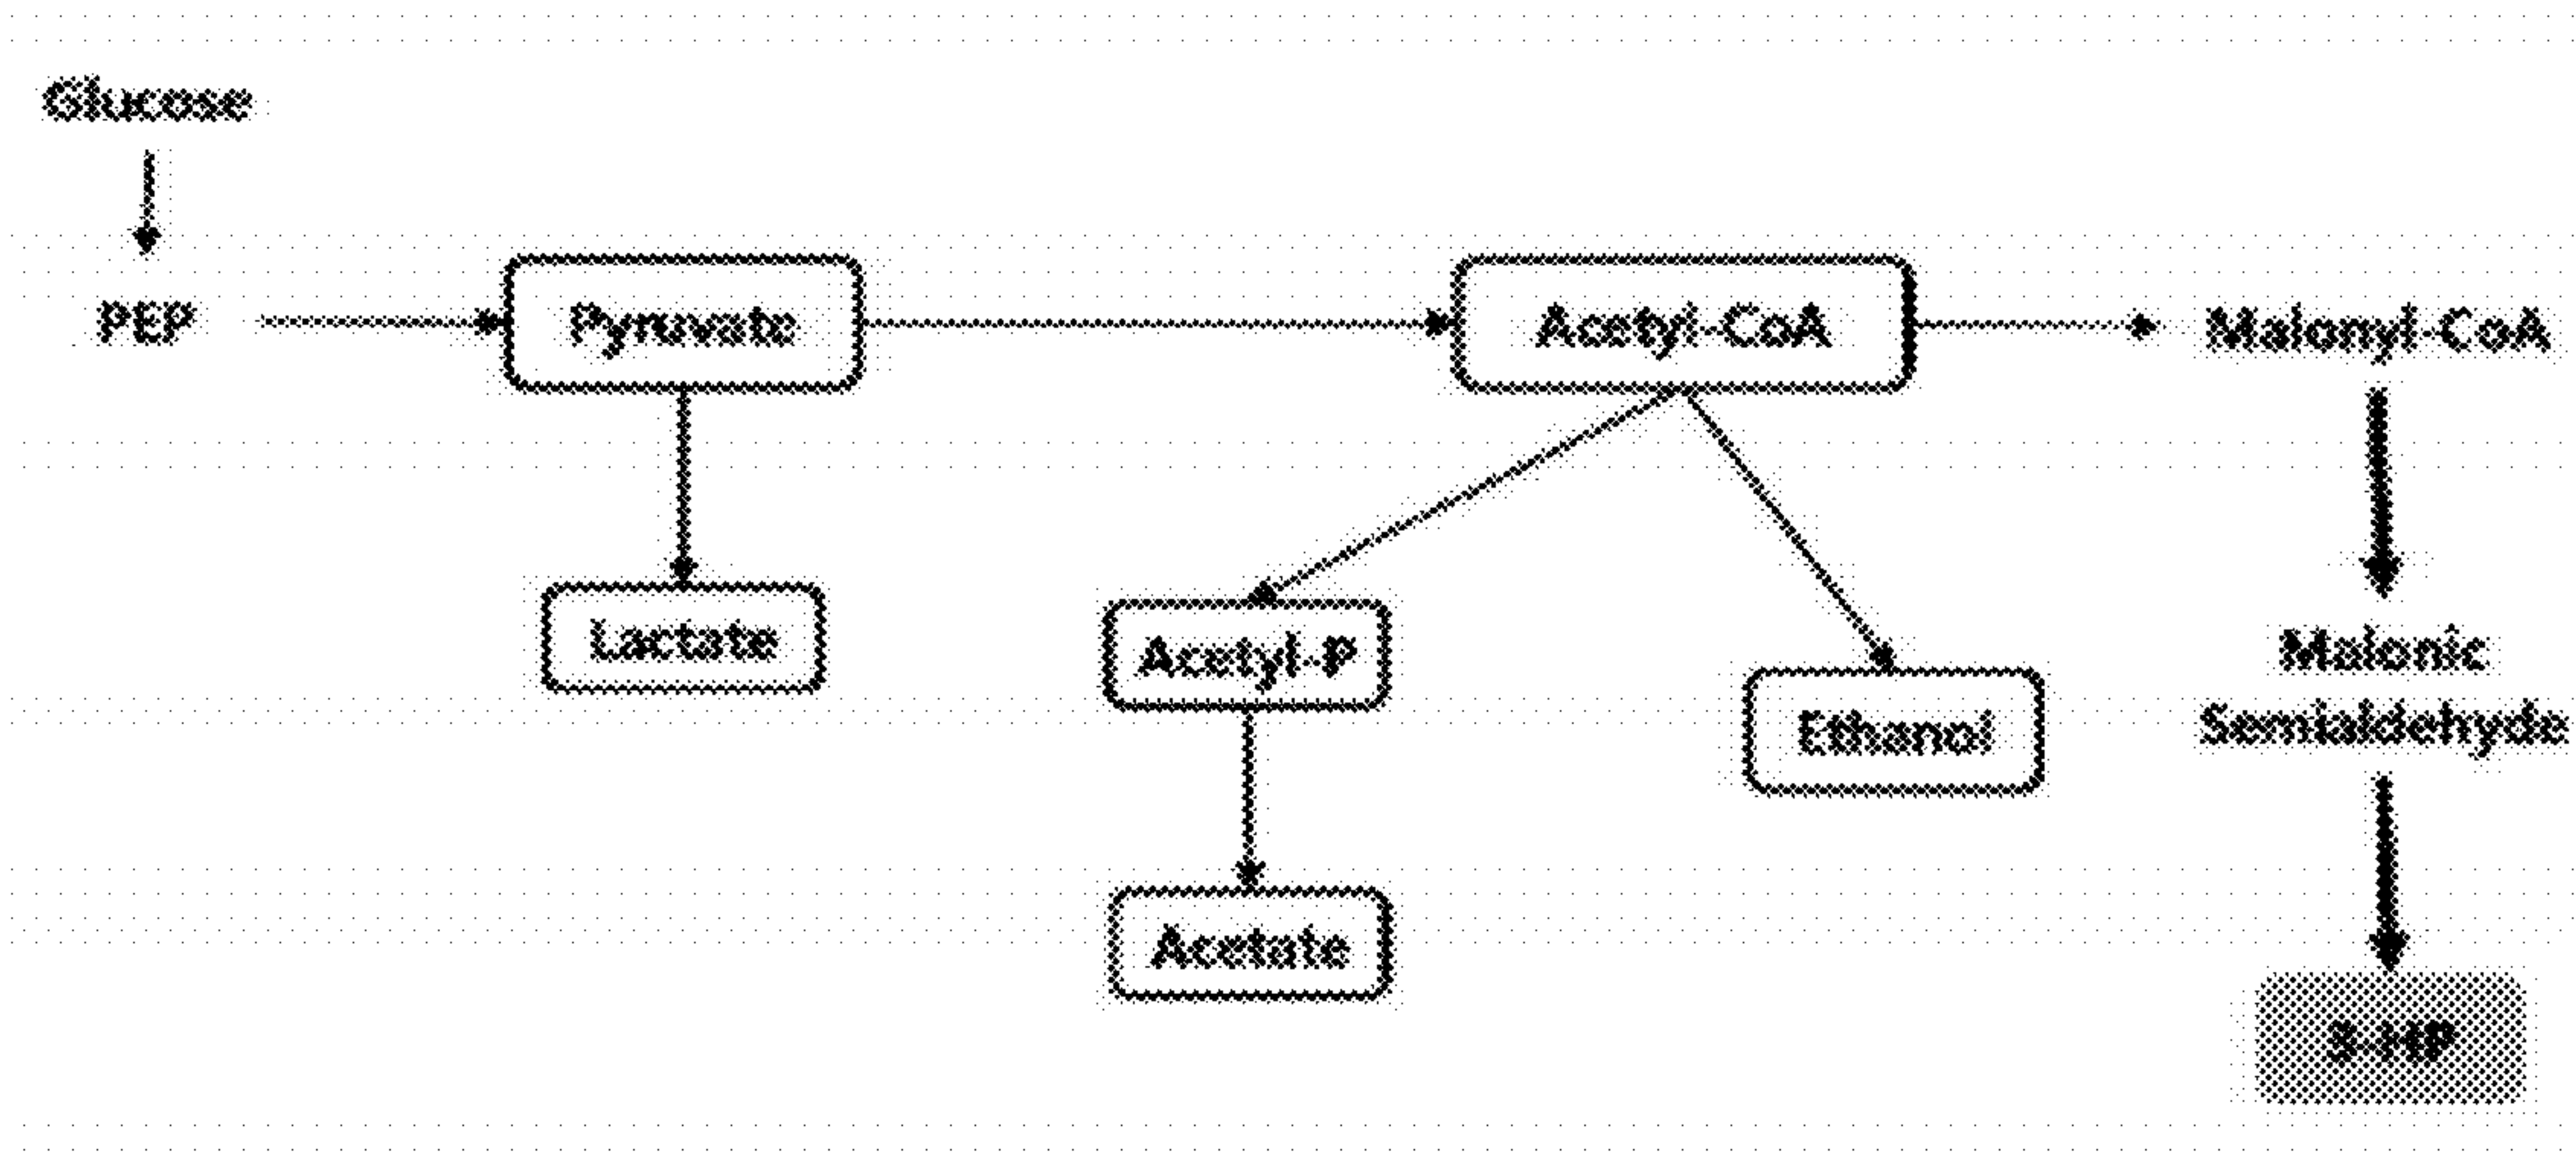 Glucose
PEP
Pyruvate
Acetyl-CoA
Malonyl-CoA
Lactate
Acetyl-P
Ethanol
Malonic
Semialdehyde
Acetate
3-HP